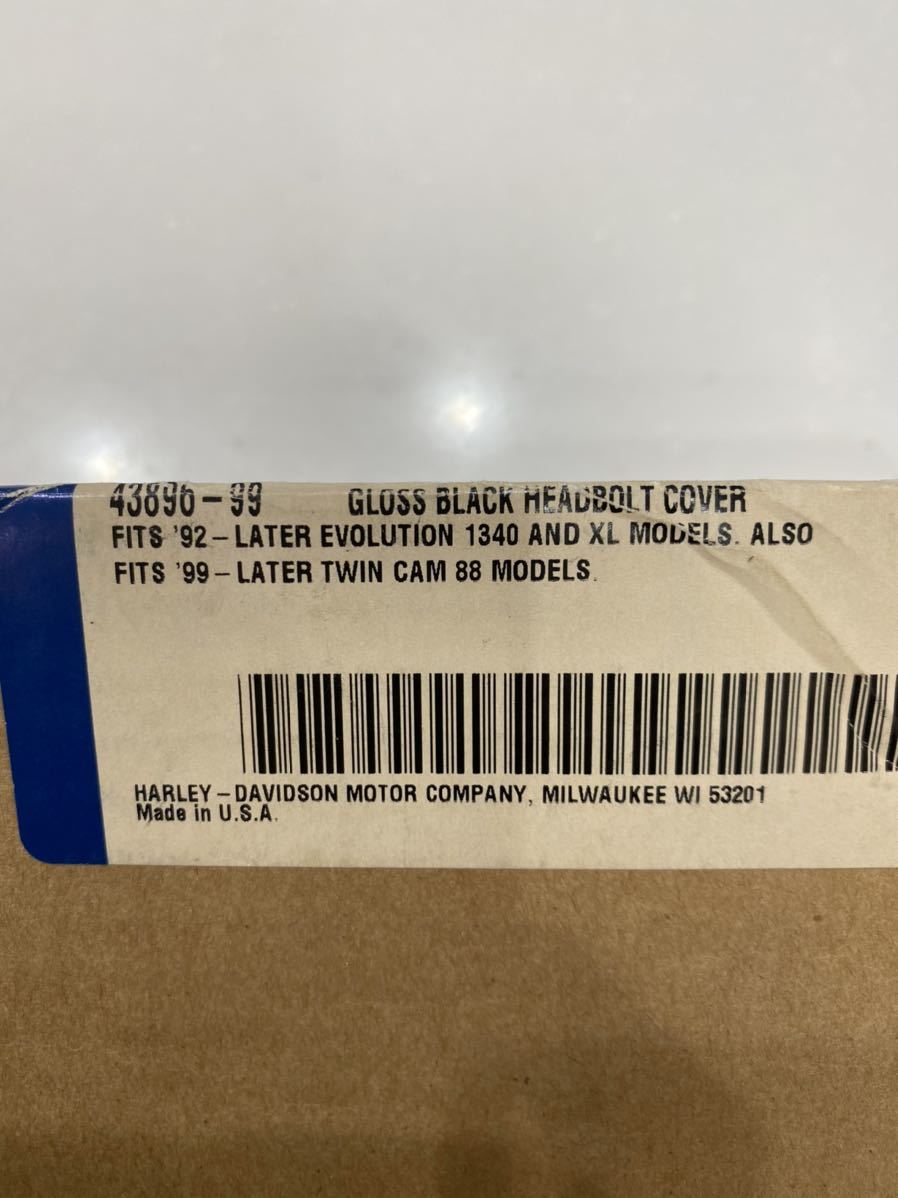 43896-99 GLOSS BLACK HEADBOLT COVER
FITS '92-LATER EVOLUTION 1340 AND XL MODELS. ALSO
FITS '99-LATER TWIN CAM 88 MODELS.
HARLEY-DAVIDSON MOTOR COMPANY, MILWAUKEE WI 53201
Made in U.S.A.